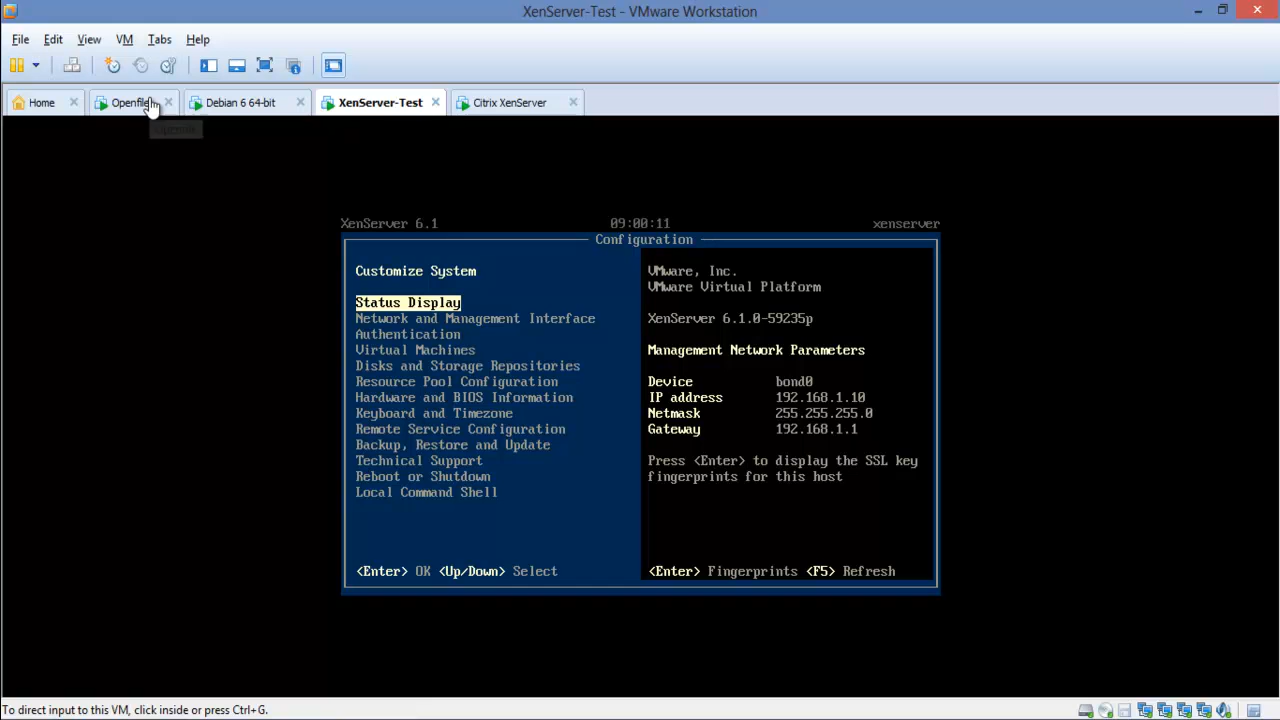 XenServer-Test - VMware Workstation
File Edit View VM Tabs Help
Home Openfile Debian 6 64-bit XenServer-Test Citrix XenServer
XenServer 6.1 09:00:11 xenserver
Configuration
Customize System
Status Display
Network and Management Interface
Authentication
Virtual Machines
Disks and Storage Repositories
Resource Pool Configuration
Hardware and BIOS Information
Keyboard and Timezone
Remote Service Configuration
Backup, Restore and Update
Technical Support
Reboot or Shutdown
Local Command Shell
<Enter> OK <Up/Down> Select
VMware, Inc.
VMware Virtual Platform
XenServer 6.1.0-59235p
Management Network Parameters
Device bond0
IP address 192.168.1.10
Netmask 255.255.255.0
Gateway 192.168.1.1
Press <Enter> to display the SSL key
fingerprints for this host
<Enter> Fingerprints <F5> Refresh
To direct input to this VM, click inside or press Ctrl+G.